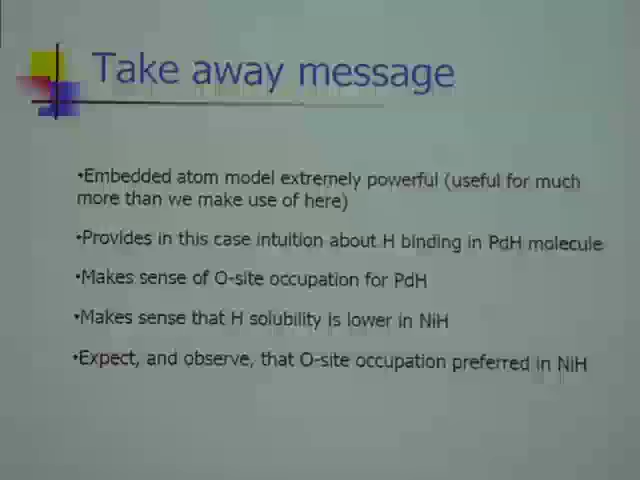 Take away message
•Embedded atom model extremely powerful (useful for much
more than we make use of here)
•Provides in this case intuition about H binding in PdH molecule
•Makes sense of O-site occupation for PdH
•Makes sense that H solubility is lower in NiH
•Expect, and observe, that O-site occupation preferred in NiH